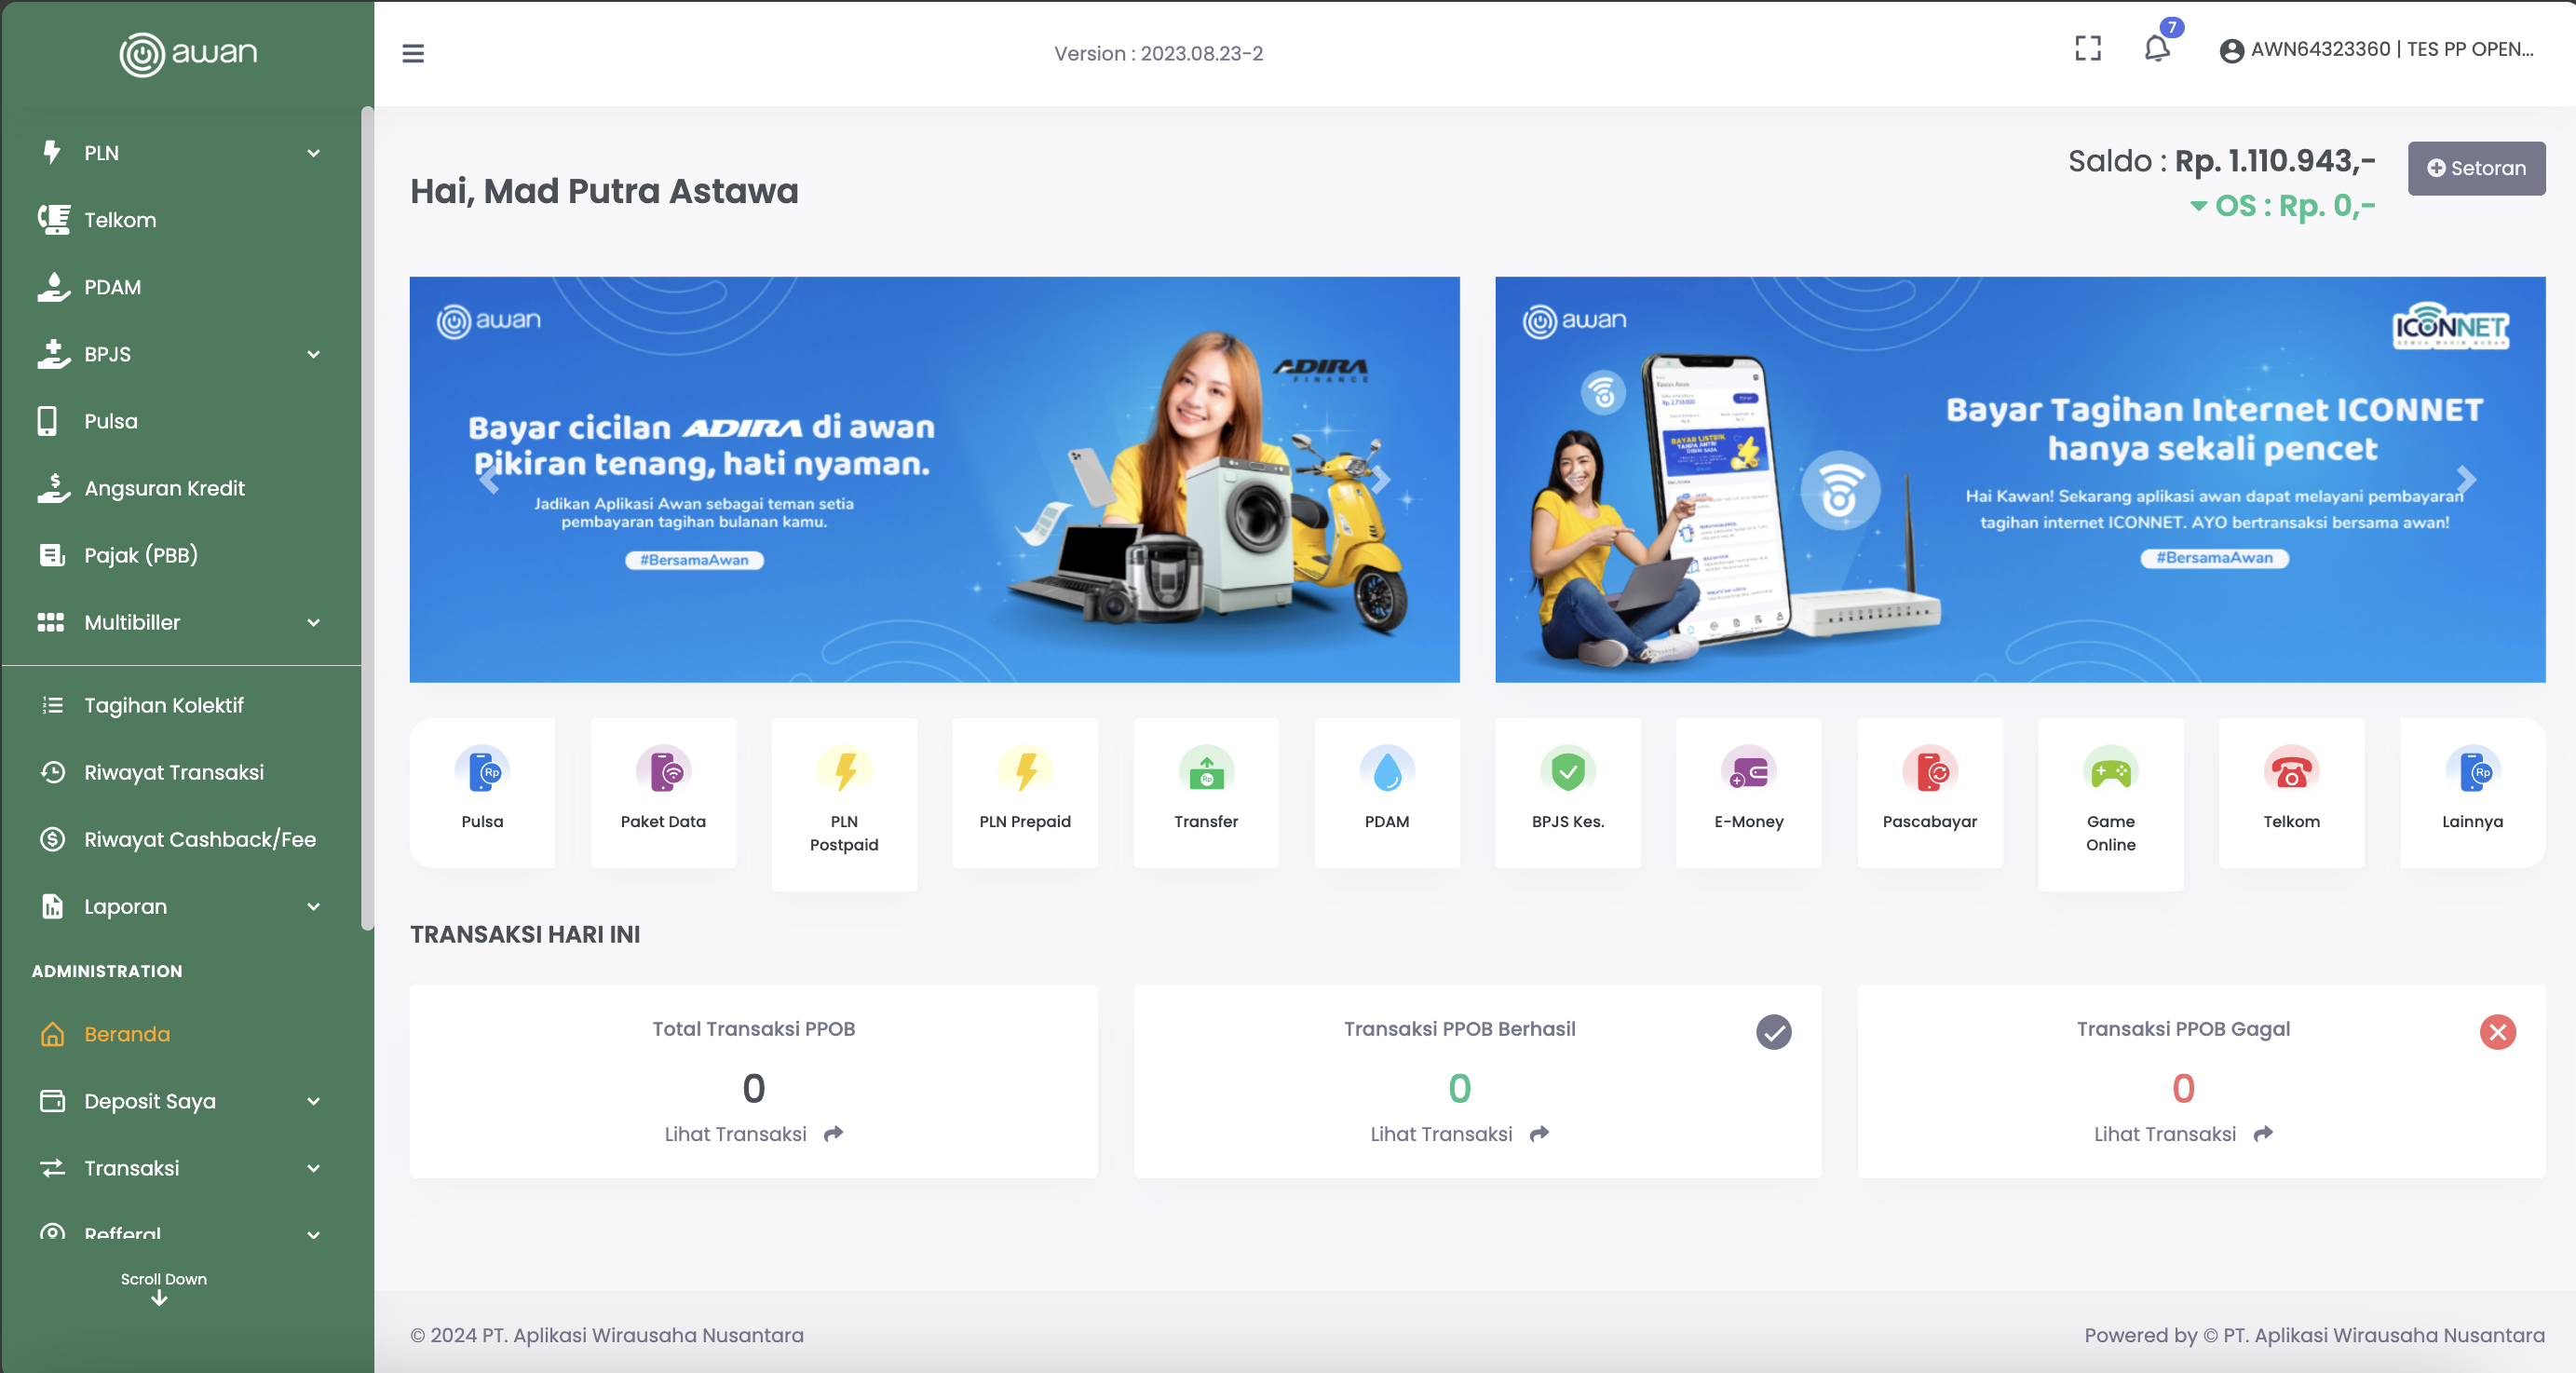 awan
Version : 2023.08.23-2
7
AWN64323360 | TES PP OPEN...
PLN
Telkom
PDAM
BPJS
Pulsa
Angsuran Kredit
Pajak (PBB)
Multibiller
Tagihan Kolektif
Riwayat Transaksi
Riwayat Cashback/Fee
Laporan
ADMINISTRATION
Beranda
Deposit Saya
Transaksi
Refferal
Scroll Down
Hai, Mad Putra Astawa
Saldo : Rp. 1.110.943,-
OS : Rp. 0,-
Setoran
awan
ADIRA
FINANCE
Bayar cicilan ADIRA di awan
Pikiran tenang, hati nyaman.
Jadikan Aplikasi Awan sebagai teman setia
pembayaran tagihan bulanan kamu.
#BersamaAwan
awan
ICONNET
BAYAR LISTRIK
Bayar Tagihan Internet ICONNET
hanya sekali pencet
Hai Kawan! Sekarang aplikasi awan dapat melayani pembayaran
tagihan internet ICONNET. AYO bertransaksi bersama awan!
#BersamaAwan
Pulsa
Paket Data
PLN
Postpaid
PLN Prepaid
Transfer
PDAM
BPJS Kes.
E-Money
Pascabayar
Game
Online
Telkom
Lainnya
TRANSAKSI HARI INI
Total Transaksi PPOB
0
Lihat Transaksi
Transaksi PPOB Berhasil
0
Lihat Transaksi
Transaksi PPOB Gagal
0
Lihat Transaksi
© 2024 PT. Aplikasi Wirausaha Nusantara
Powered by © PT. Aplikasi Wirausaha Nusantara